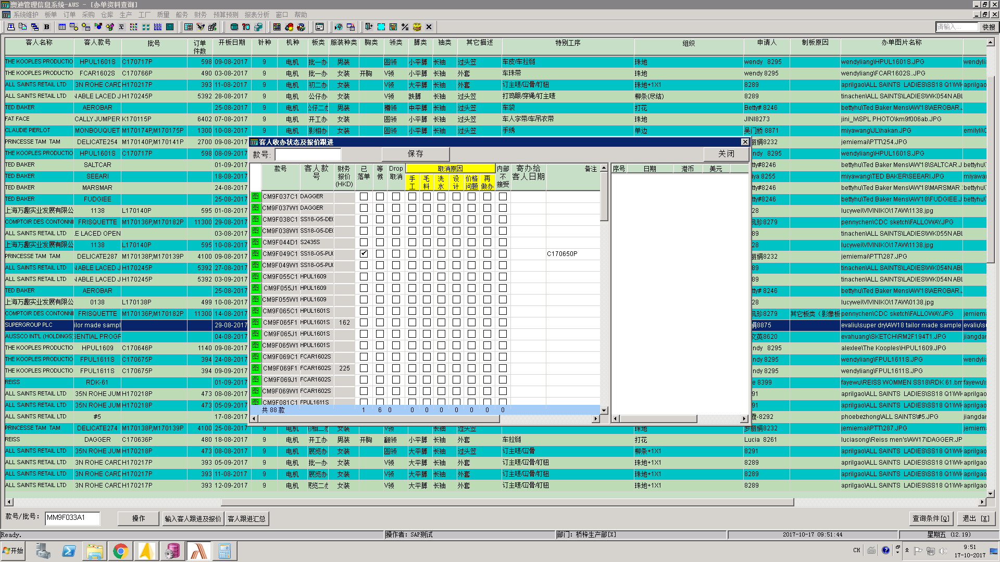 澳迪管理信息系统-AUS - [办单资料查询]
系统维护 板单 订单 采购 仓库 生产 工厂 质量 船务 财务 预算预测 报表分析 窗口 帮助
请输入... 快搜
客人名称 客人款号 批号 订单件数 开板日期 针种 机种 板类 服装种类 胸类 领类 膊类 袖类 其它描述 特别工序 组织 申请人 制板原因 办单图片名称
THE KOOPLES PRODUCTIO HPUL1601S C170717P 598 09-08-2017 9 电机 批一办 男装 圆领 小平膊 长袖 过头笠 车皮/车拉链 珠地 wendy 8295 wendyliang\HPUL1601S.JPG
THE KOOPLES PRODUCTIO FCAR1602S C170766P 490 03-08-2017 9 电机 批一办 女装 开胸 V领 小平膊 长袖 外套 车珠带 珠地 wendy 8295 wendyliang\FCAR1602S..JPG
ALL SAINTS RETAIL LTD 3N ROHE CARD H170217P 393 11-08-2017 9 电机 初二办 女装 V领 大平膊 长袖 外套 订主唛/冚骨/钉钮 珠地+1X1 8289 aprilgao\ALL SAINTS LADIES\SS18 Q1\WK aprilgao
ALL SAINTS RETAIL LTD NABLE LACED J H170245P 5392 28-08-2017 9 电机 公仔办 女装 V领 跌膊 长袖 过头笠 打鸡眼/穿绳/钉主唛 柳条(尽结) 8289 tinachen\ALL SAINTS\LADIES\WK054N ABL
TED BAKER AEROBAR 25-08-2017 9 电机 公仔二办 男装 樽领 中平膊 长袖 过头笠 车袋 打花 Betty# 8246 bettyhu\Ted Baker Mens\AW'18\AEROBAR.J bettyhu\T
FAT FACE CALLY JUMPER K170115P 6402 07-08-2017 9 电机 开工办 女装 圆领 小平膊 长袖 过头笠 车人字带/车吊衣带 珠地 JINI8273 jini_lv\SPL PHOTO\km9f006ab.JPG
CLAUDIE PIERLOT MONBOUQUET M170174P,M170175P 1300 10-08-2017 9 电机 影相办 女装 圆领 小平膊 长袖 过头笠 手绣 单边 吴门娇 8871 miyawang\JL\hakan.JPG
PRINCESSE TAM TAM DELICATE254 M170140P,M170141P 2700 09-08-2017 丽娟8232 jemiemai\PTT\254.JPG
THE KOOPLES PRODUCTIO HPUL1601S C170717P 598 08-09-2017 ndy 8295 wendyliang\HPUL1601S.JPG
TED BAKER SALTCAR 01-09-2017 tty#8246 bettyhu\Ted Baker Mens\AW'18\SALTCAR.J bettyhu\T
TED BAKER SEEARI 18-08-2017 iya 8255 miyawang\TED BAKER\SEEARI.JPG
TED BAKER MARSMAR 24-08-2017 tty#8246 bettyhu\Ted Baker Mens\AW'18\MARSMAR. bettyhu\T
TED BAKER FUDGIEE 25-08-2017 tty#8246 bettyhu\Ted Baker Mens\AW'18\FUDGIEE.J bettyhu\T
上海万趣实业发展有限公 1138 L170140P 595 01-08-2017 28 lucywei\VIVINIKO\17AW\1138.jpg
COMPTOIR DES CONTONNI FRISQUETTE M170136P,M170182P 11300 29-08-2017 凤珍8279 pennychen\CDC sketch\FALLOWAY.JPG
ALL SAINTS RETAIL LTD E LACED OPEN 03-08-2017 89 tinachen\ALL SAINTS\LADIES\WK055N ABL
上海万趣实业发展有限公 1138 L170140P 595 10-08-2017 28 lucywei\VIVINIKO\17AW\1138.jpg
PRINCESSE TAM TAM DELICATE287 M170138P,M170139P 4100 09-08-2017 丽娟8232 jemiemai\PTT\287.JPG
ALL SAINTS RETAIL LTD NABLE LACED J H170245P 5392 27-08-2017 89 tinachen\ALL SAINTS\LADIES\WK054N ABL
ALL SAINTS RETAIL LTD NABLE LACED J H170245P 5392 03-09-2017 89 tinachen\ALL SAINTS\LADIES\WK054N ABL
TED BAKER AEROBAR 25-08-2017 tty# 8246 bettyhu\Ted Baker Mens\AW'18\AEROBAR.J bettyhu\T
上海万趣实业发展有限公 0138 L170138P 499 10-08-2017 28 lucywei\VIVINIKO\17AW\0138.jpg
COMPTOIR DES CONTONNI FRISQUETTE M170136P,M170182P 11300 14-08-2017 凤珍8279 其它板类（影像板 pennychen\CDC sketch\FALLOWAY.JPG jemiema
SUPERGROUP PLC ilor made sampl 29-08-2017 娟8875 evaliu\super dry\AW18 tailor made sample evaliu\su
AUSSCO INT'L (HOLDINGS) SENTIAL PROGR 04-08-2017 文英8620 evahuang\SKETCH\RM2F194T1.JPG jiangdan
THE KOOPLES PRODUCTIO HPUL1609 C170646P 1140 09-08-2017 ndy 8295 alexlee\The Kooples\HPUL1609.JPG
THE KOOPLES PRODUCTIO FPUL1611S C170675P 394 24-08-2017 ndy 8295 wendyliang\FPUL1611S.JPG wendylia
THE KOOPLES PRODUCTIO FPUL1611S C170675P 394 09-09-2017 ndy 8295 wendyliang\FPUL1611S.JPG
REISS RDK-61 01-09-2017 e 8399 fayewu\REISS WOMEN SS18\RDK 61.bm fayewu\s
ALL SAINTS RETAIL LTD 35N ROHE JUM H170218P 473 08-08-2017 91 aprilgao\ALL SAINTS LADIES\SS18 Q1\WK aprilgao
ALL SAINTS RETAIL LTD 35N ROHE JUM H170218P 473 05-09-2017 91 aprilgao\ALL SAINTS LADIES\SS18 Q1\WK aprilgao
ALL SAINTS RETAIL LTD #5 17-08-2017 霞-8292 phoebezhong\ALL SAINTS\#5.JPG jiangdar
PRINCESSE TAM TAM DELICATE274 M170138P,M170139P 4100 25-08-2017 9 电机 影相二办 女装 V领 长袖 过头笠 珠地 罗丽娟8232 jemiemai\PTT\287.JPG jemiema
REISS DAGGER C170636P 480 18-08-2017 9 电机 开工办 男装 开胸 翻领 小平膊 长袖 外套 车拉链 打花 Lucia 8261 luciasong\Reiss men's\AW17\DAGGER.JP
ALL SAINTS RETAIL LTD 35N ROHE JUM H170218P 473 08-08-2017 9 电机 展览办 女装 圆领 大平膊 长袖 过头笠 订主唛/冚骨 柳条+1X1 8291 aprilgao\ALL SAINTS LADIES\SS18 Q1\WK aprilgao
ALL SAINTS RETAIL LTD 3N ROHE CARD H170217P 393 05-09-2017 9 电机 批一办 女装 V领 大平膊 长袖 外套 订主唛/冚骨/钉钮 珠地+1X1 8289 aprilgao\ALL SAINTS LADIES\SS18 Q1\WK aprilgao
ALL SAINTS RETAIL LTD 3N ROHE CARD H170217P 393 11-08-2017 9 电机 展览办 女装 V领 大平膊 长袖 外套 订主唛/冚骨/钉钮 珠地+1X1 8289 aprilgao\ALL SAINTS LADIES\SS18 Q1\WK aprilgao
ALL SAINTS RETAIL LTD 3N ROHE CARD H170217P 393 12-09-2017 9 电机 展览二办 女装 V领 大平膊 长袖 外套 订主唛/冚骨/钉钮 珠地+1X1 8289 aprilgao\ALL SAINTS LADIES\SS18 Q1\WK aprilgao
客人收办状态及报价跟进
款号: 保存 关闭
款号 客人款号 财务报价(HKD) 已落单 等候 Drop取消 取消原因 手工 毛料 洗水 设计 价格问题 再做办 内部不接受 寄办给客人日期 备注
序号 日期 港币 美元
图 CM9F037C1 DAGGER
图 CM9F037W1 DAGGER
图 CM9F038C1 SS18-G5-DE
图 CM9F038W1 SS18-G5-DE
图 CM9F044D1 S2435S
图 CM9F049C1 SS18-G5-PU C170650P
图 CM9F049W1 SS18-G5-PU
图 CM9F055C1 HPUL1609
图 CM9F055J1 HPUL1609
图 CM9F055W1 HPUL1609
图 CM9F065C1 HPUL1601S
图 CM9F065F1 HPUL1601S 162
图 CM9F065J1 HPUL1601S
图 CM9F065W1 HPUL1601S
图 CM9F069C1 FCAR1602S
图 CM9F069F1 FCAR1602S 225
图 CM9F069J1 FCAR1602S
图 CM9F069W1 FCAR1602S
图 CM9F081C1 FPUL1611S
共 88 款 1 6 0 0 0 0 0 0 0 0
款号/批号: MM9F033A1 操作 输入客人跟进及报价 客人跟进汇总 查询条件[Q] 退出 [X]
Ready. 操作者: SAP测试 部门: 桥梓生产部[X] 2017-10-17 09:51:44 星期五 (12.19)
开始 CH 9:51
17-10-2017